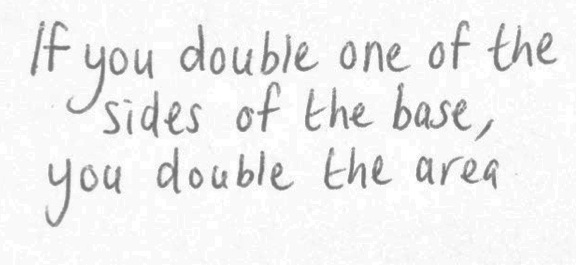 If you double one of the
sides of the base,
you double the area